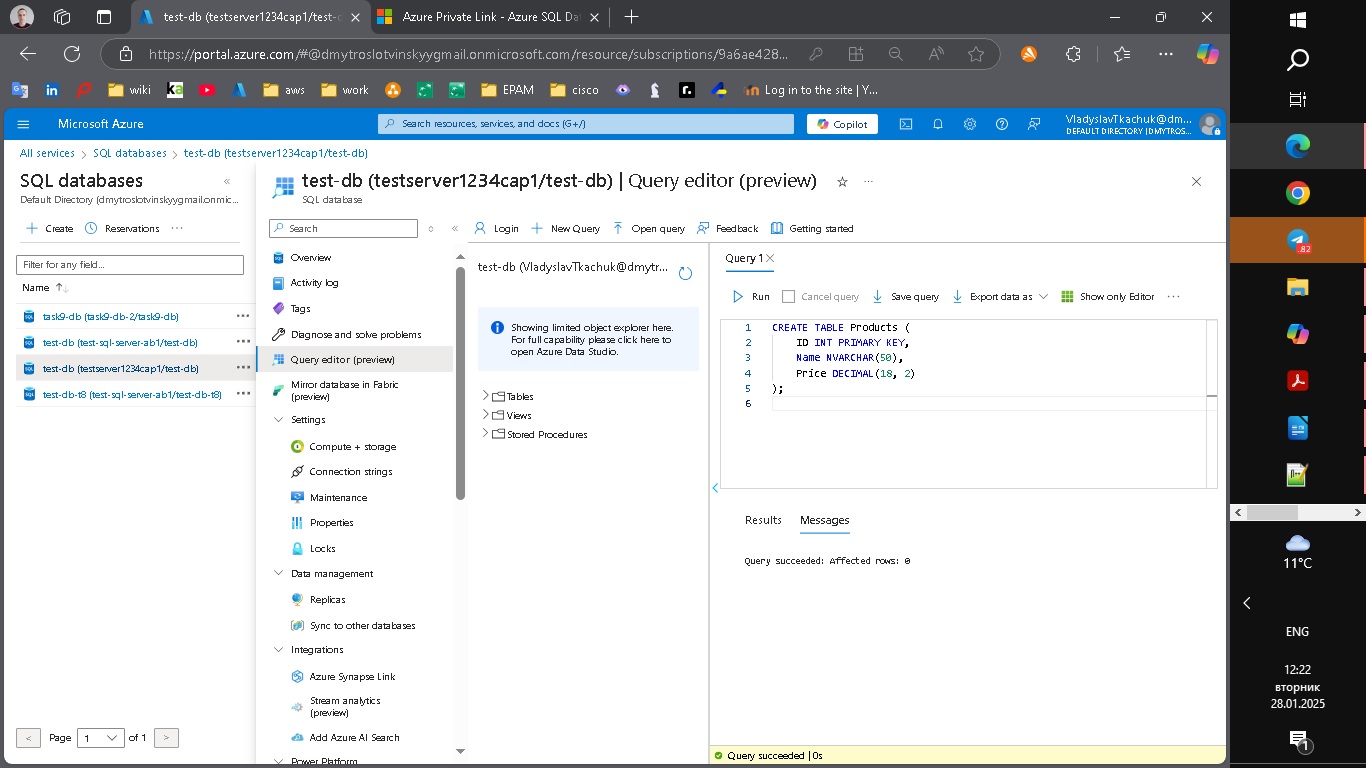 test-db (testserver1234cap1/test-
Azure Private Link - Azure SQL Da
https://portal.azure.com/#@dmytroslotvinskyygmail.onmicrosoft.com/resource/subscriptions/9a6ae428...
wiki
ka
aws
work
EPAM
cisco
r.
Log in to the site | Y...
Microsoft Azure
Search resources, services, and docs (G+/)
Copilot
VladyslavTkachuk@dm...
DEFAULT DIRECTORY (DMYTROS...
All services > SQL databases > test-db (testserver1234cap1/test-db)
SQL databases
Default Directory (dmytroslotvinskyygmail.onmic...
Create
Reservations
...
Filter for any field...
Name
task9-db (task9-db-2/task9-db)
test-db (test-sql-server-ab1/test-db)
test-db (testserver1234cap1/test-db)
test-db-t8 (test-sql-server-ab1/test-db-t8)
< Page 1 of 1 >
test-db (testserver1234cap1/test-db) | Query editor (preview)
SQL database
Search
Overview
Activity log
Tags
Diagnose and solve problems
Query editor (preview)
Mirror database in Fabric
(preview)
Settings
Compute + storage
Connection strings
Maintenance
Properties
Locks
Data management
Replicas
Sync to other databases
Integrations
Azure Synapse Link
Stream analytics
(preview)
Add Azure AI Search
Power Platform
Login
New Query
Open query
Feedback
Getting started
test-db (VladyslavTkachuk@dmytr...
Showing limited object explorer here.
For full capability please click here to
open Azure Data Studio.
Tables
Views
Stored Procedures
Query 1
Run
Cancel query
Save query
Export data as
Show only Editor
...
1 CREATE TABLE Products (
2 ID INT PRIMARY KEY,
3 Name NVARCHAR(50),
4 Price DECIMAL(18, 2)
5 );
6
Results
Messages
Query succeeded: Affected rows: 0
Query succeeded | 0s
82
11°C
ENG
12:22
вторник
28.01.2025
1